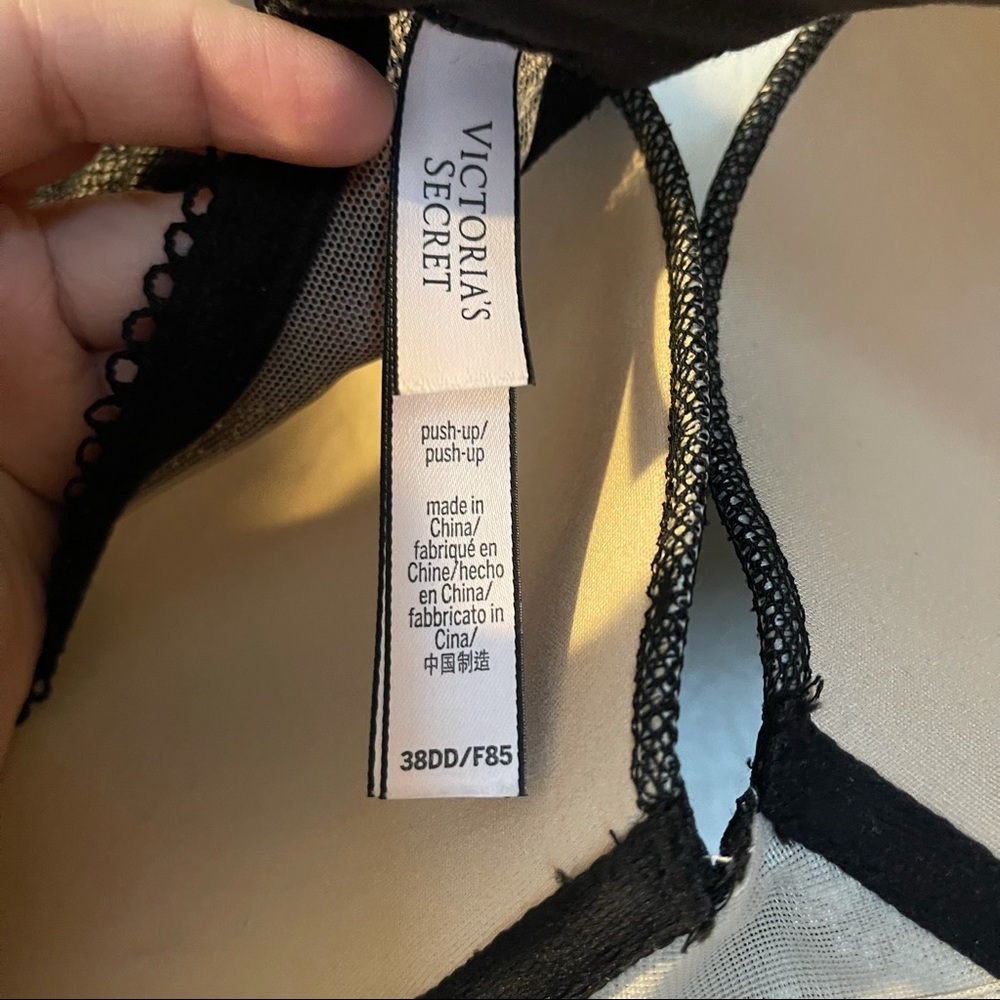 VICTORIA'S
SECRET
push-up/
push-up
made in
China/
fabriqué en
Chine/hecho
en China/
fabbricato in
Cina/
中国制造
38DD/F85